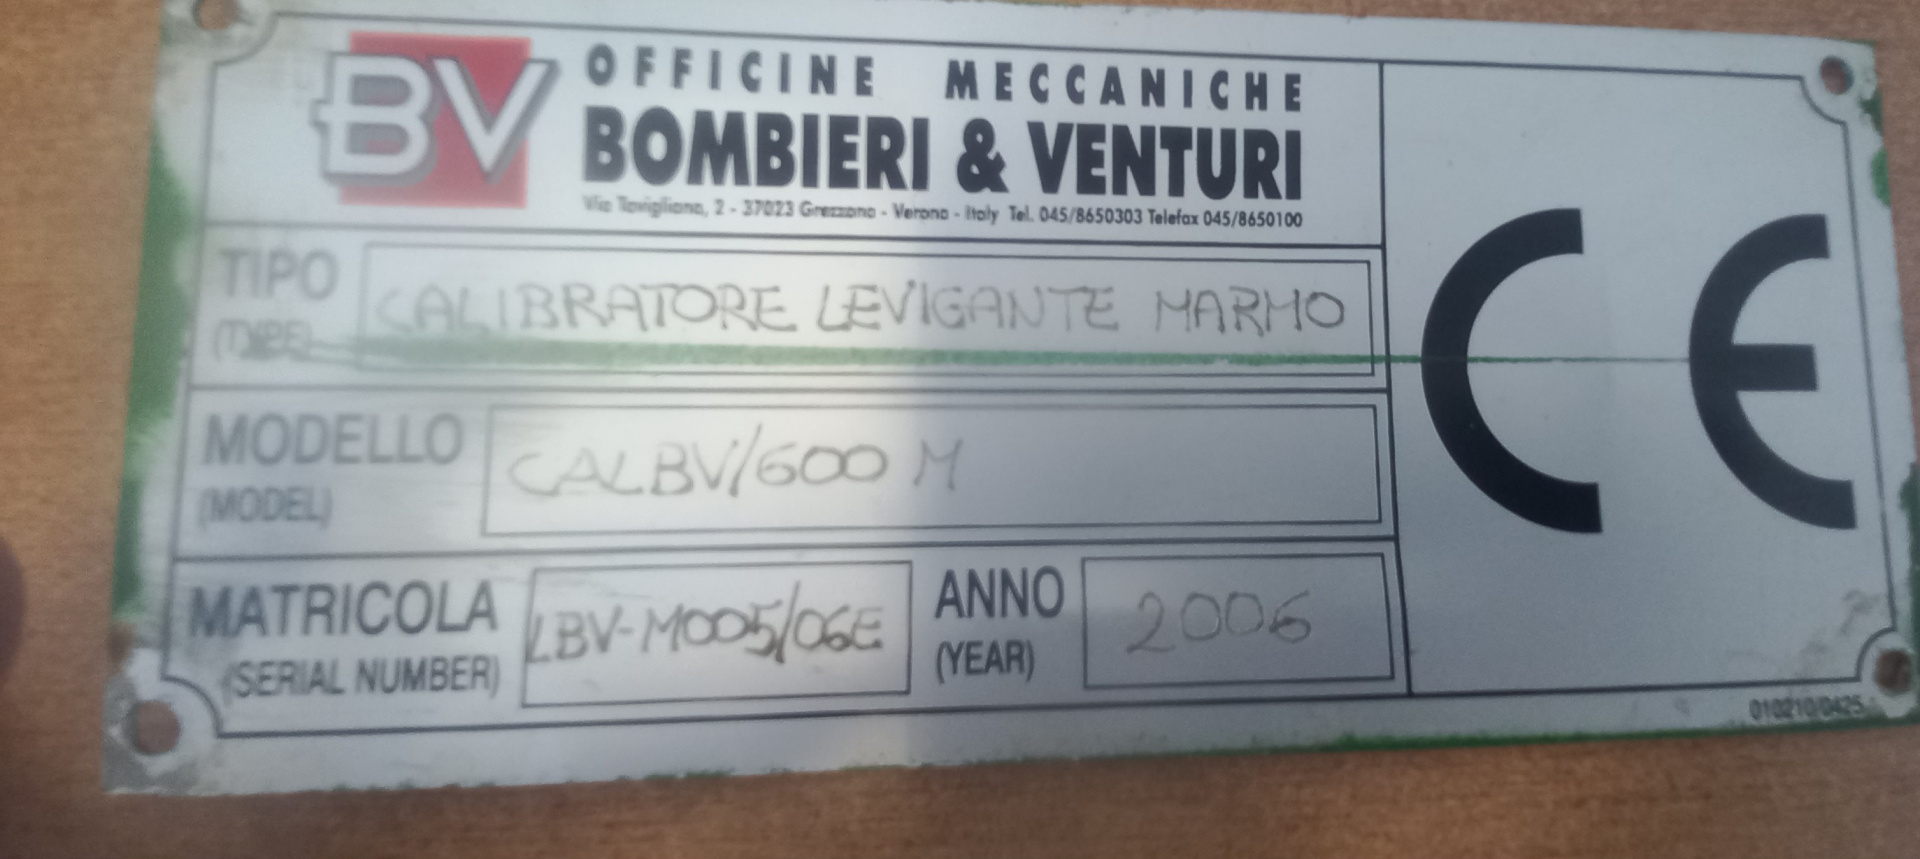 BV
OFFICINE MECCANICHE
BOMBIERI & VENTURI
Via Tavigliana, 2 - 37023 Grezzana - Verona - Italy Tel. 045/8650303 Telefax 045/8650100
TIPO
(TYPE)
CALIBRATORE LEVIGANTE MARMO
MODELLO
(MODEL)
CALBV/600 M
MATRICOLA
(SERIAL NUMBER)
LBV-M005/06E
ANNO
(YEAR)
2006
CE
010210/0425